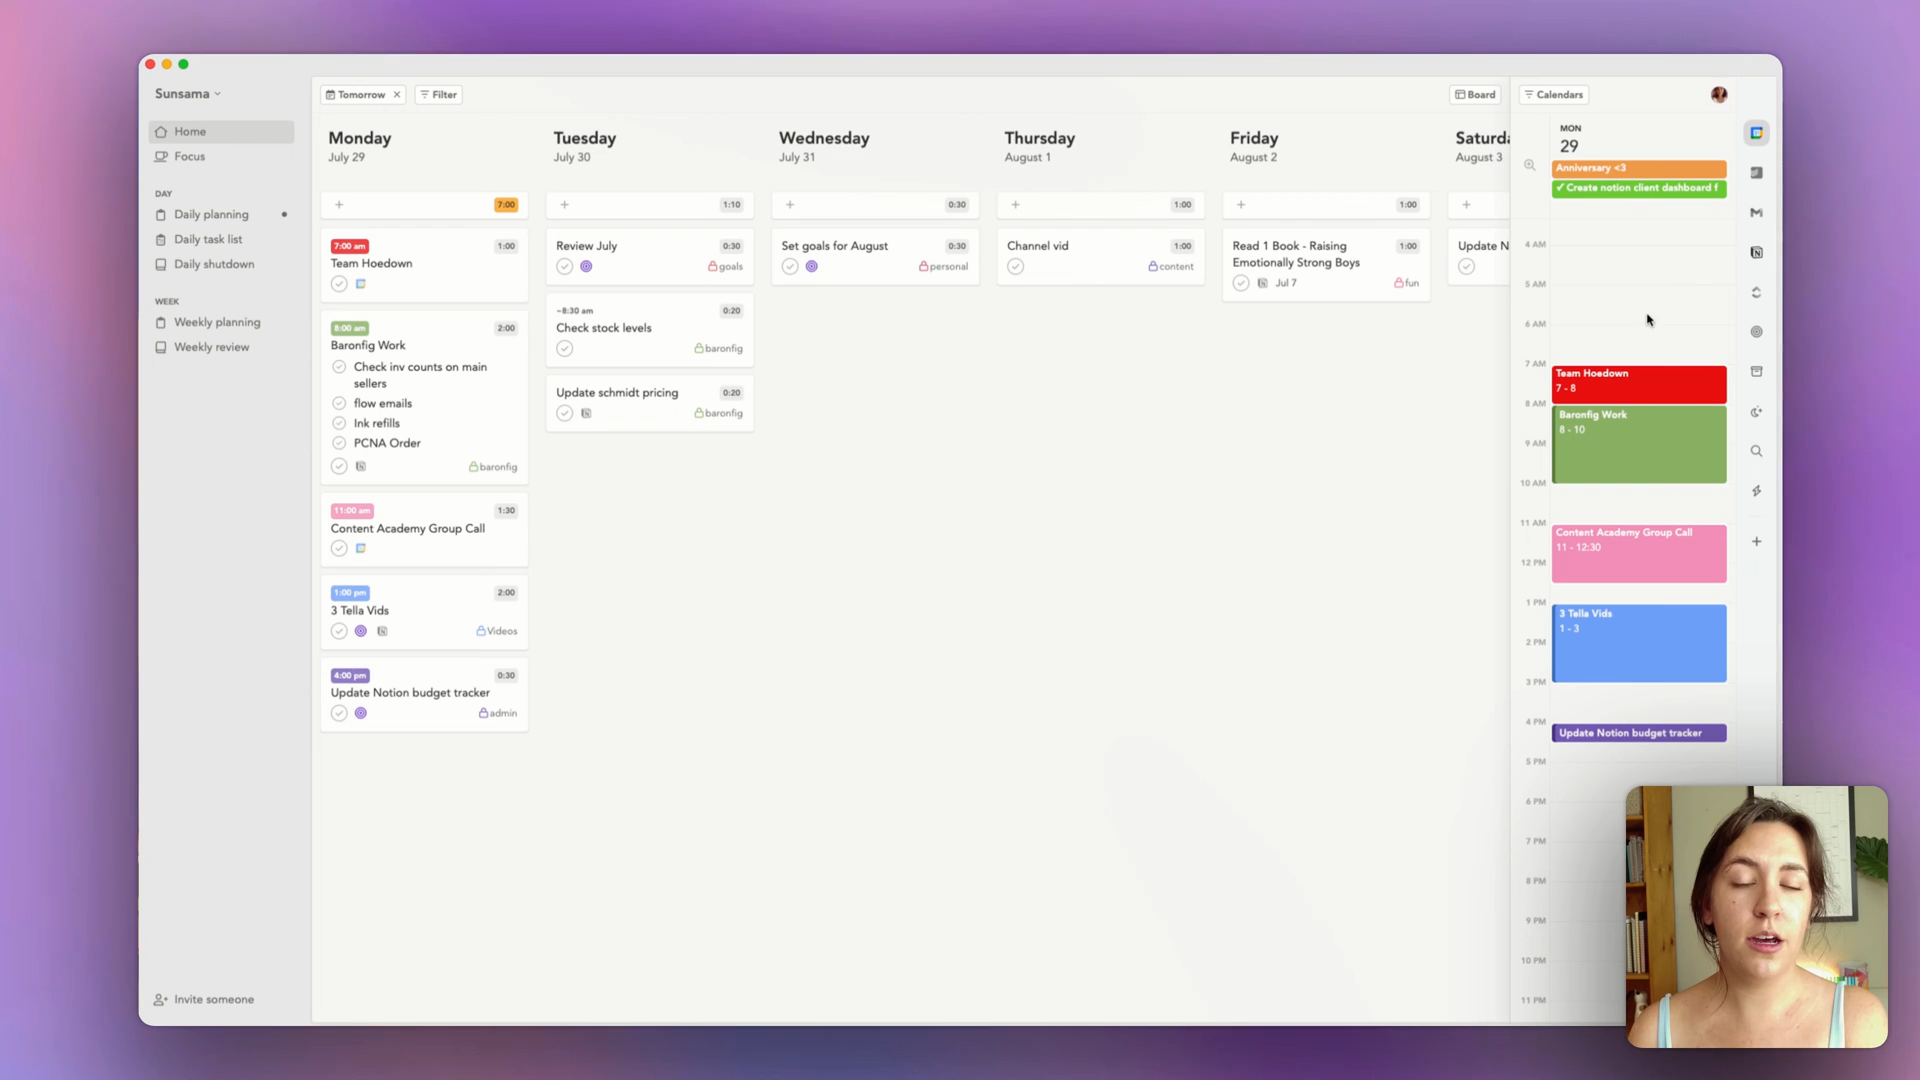 Sunsama
Home
Focus
DAY
Daily planning
Daily task list
Daily shutdown
WEEK
Weekly planning
Weekly review
Invite someone
Tomorrow
Filter
Board
Monday
July 29
7:00
7:00 am
1:00
Team Hoedown
8:00 am
2:00
Baronfig Work
Check inv counts on main
sellers
flow emails
Ink refills
PCNA Order
baronfig
11:00 am
1:30
Content Academy Group Call
1:00 pm
2:00
3 Tella Vids
Videos
4:00 pm
0:30
Update Notion budget tracker
admin
Tuesday
July 30
1:10
Review July
0:30
goals
~8:30 am
0:20
Check stock levels
baronfig
Update schmidt pricing
0:20
baronfig
Wednesday
July 31
0:30
Set goals for August
0:30
personal
Thursday
August 1
1:00
Channel vid
1:00
content
Friday
August 2
1:00
Read 1 Book - Raising
Emotionally Strong Boys
1:00
Jul 7
fun
Saturda
August 3
Update N
Calendars
MON
29
Anniversary <3
✓ Create notion client dashboard f
4 AM
5 AM
6 AM
7 AM
Team Hoedown
7 - 8
8 AM
Baronfig Work
8 - 10
9 AM
10 AM
11 AM
Content Academy Group Call
11 - 12:30
12 PM
1 PM
3 Tella Vids
1 - 3
2 PM
3 PM
4 PM
Update Notion budget tracker
5 PM
6 PM
7 PM
8 PM
9 PM
10 PM
11 PM